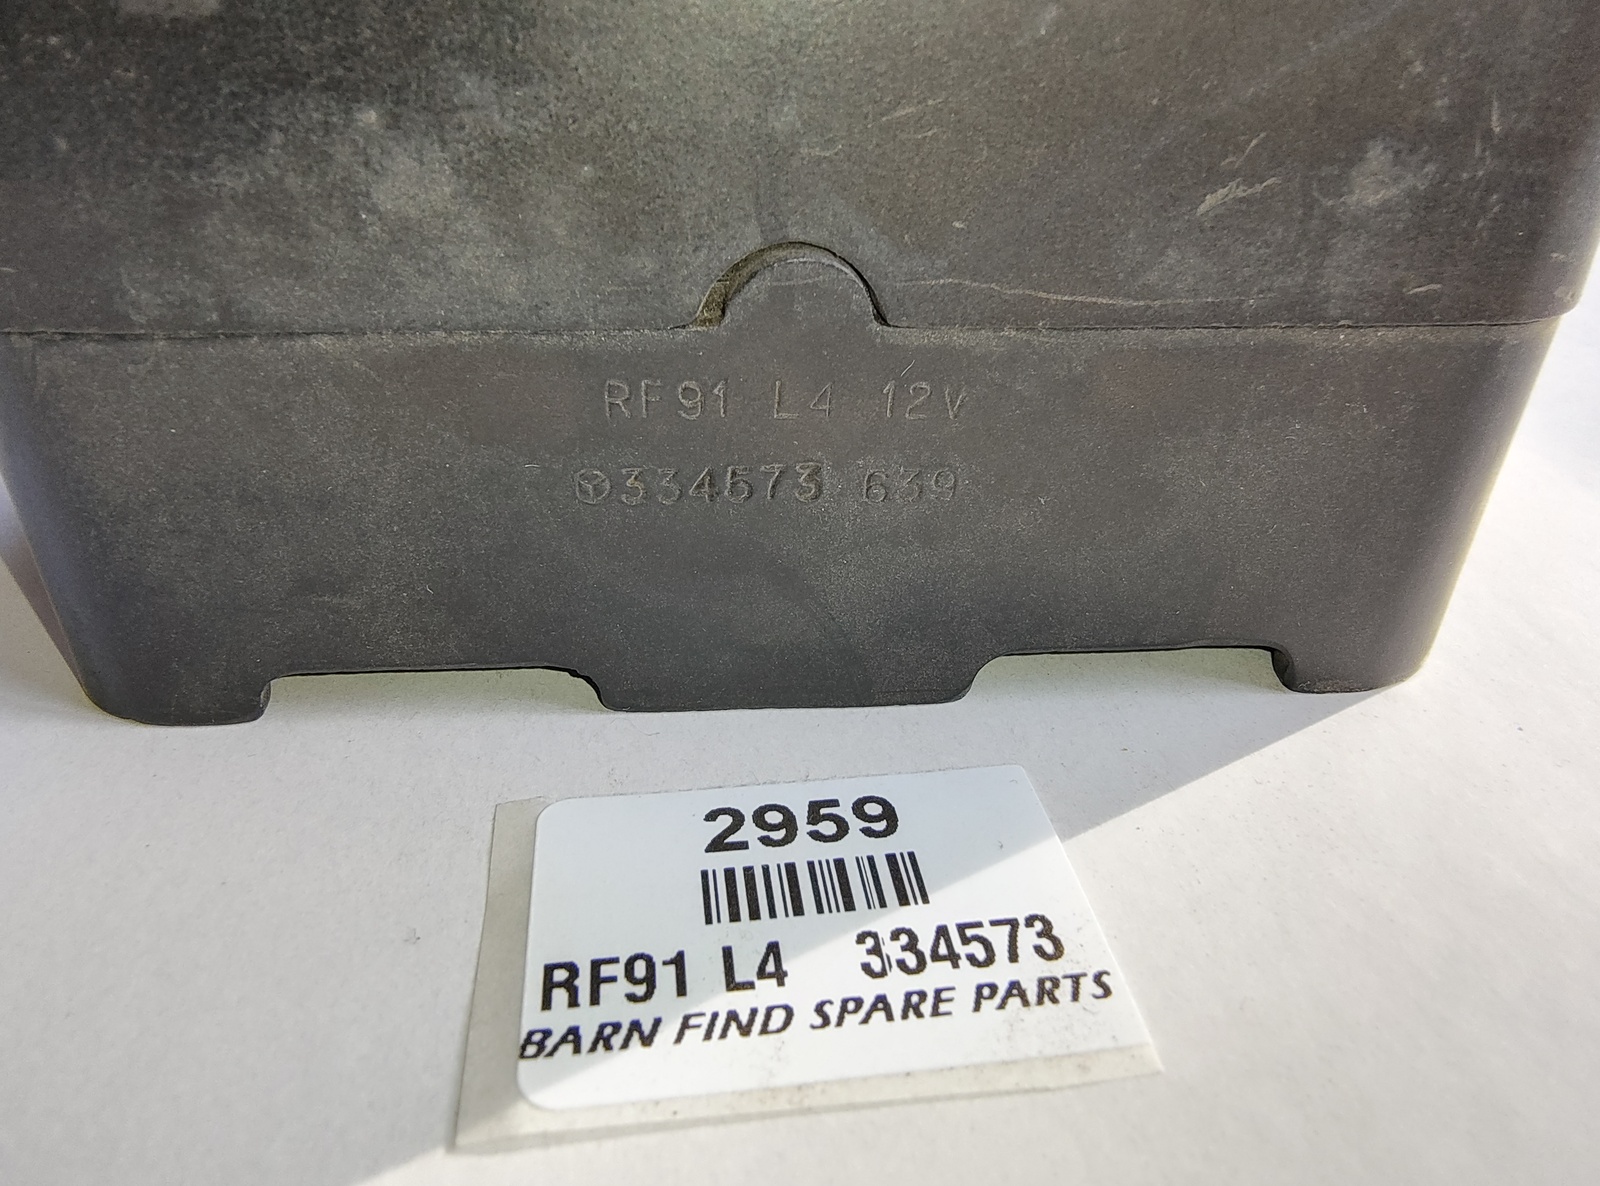 RF91 L4 12V
334573 639
2959
RF91 L4 334573
BARN FIND SPARE PARTS